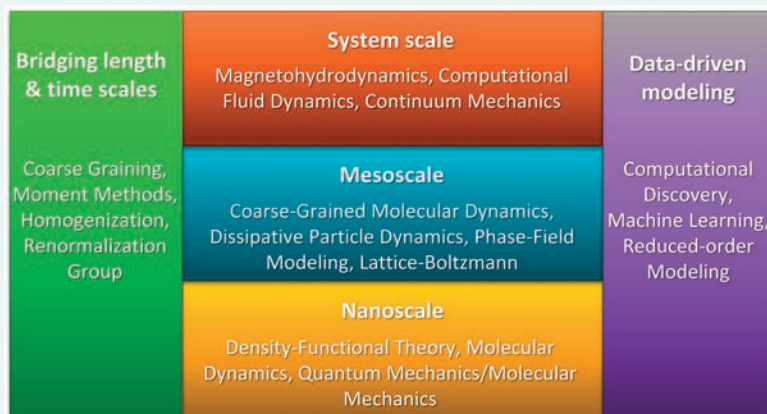 Bridging length
& time scales
Coarse Graining,
Moment Methods,
Homogenization,
Renormalization
Group
System scale
Magnetohydrodynamics, Computational
Fluid Dynamics, Continuum Mechanics
Mesoscale
Coarse-Grained Molecular Dynamics,
Dissipative Particle Dynamics, Phase-Field
Modeling, Lattice-Boltzmann
Nanoscale
Density-Functional Theory, Molecular
Dynamics, Quantum Mechanics/Molecular
Mechanics
Data-driven
modeling
Computational
Discovery,
Machine Learning,
Reduced-order
Modeling